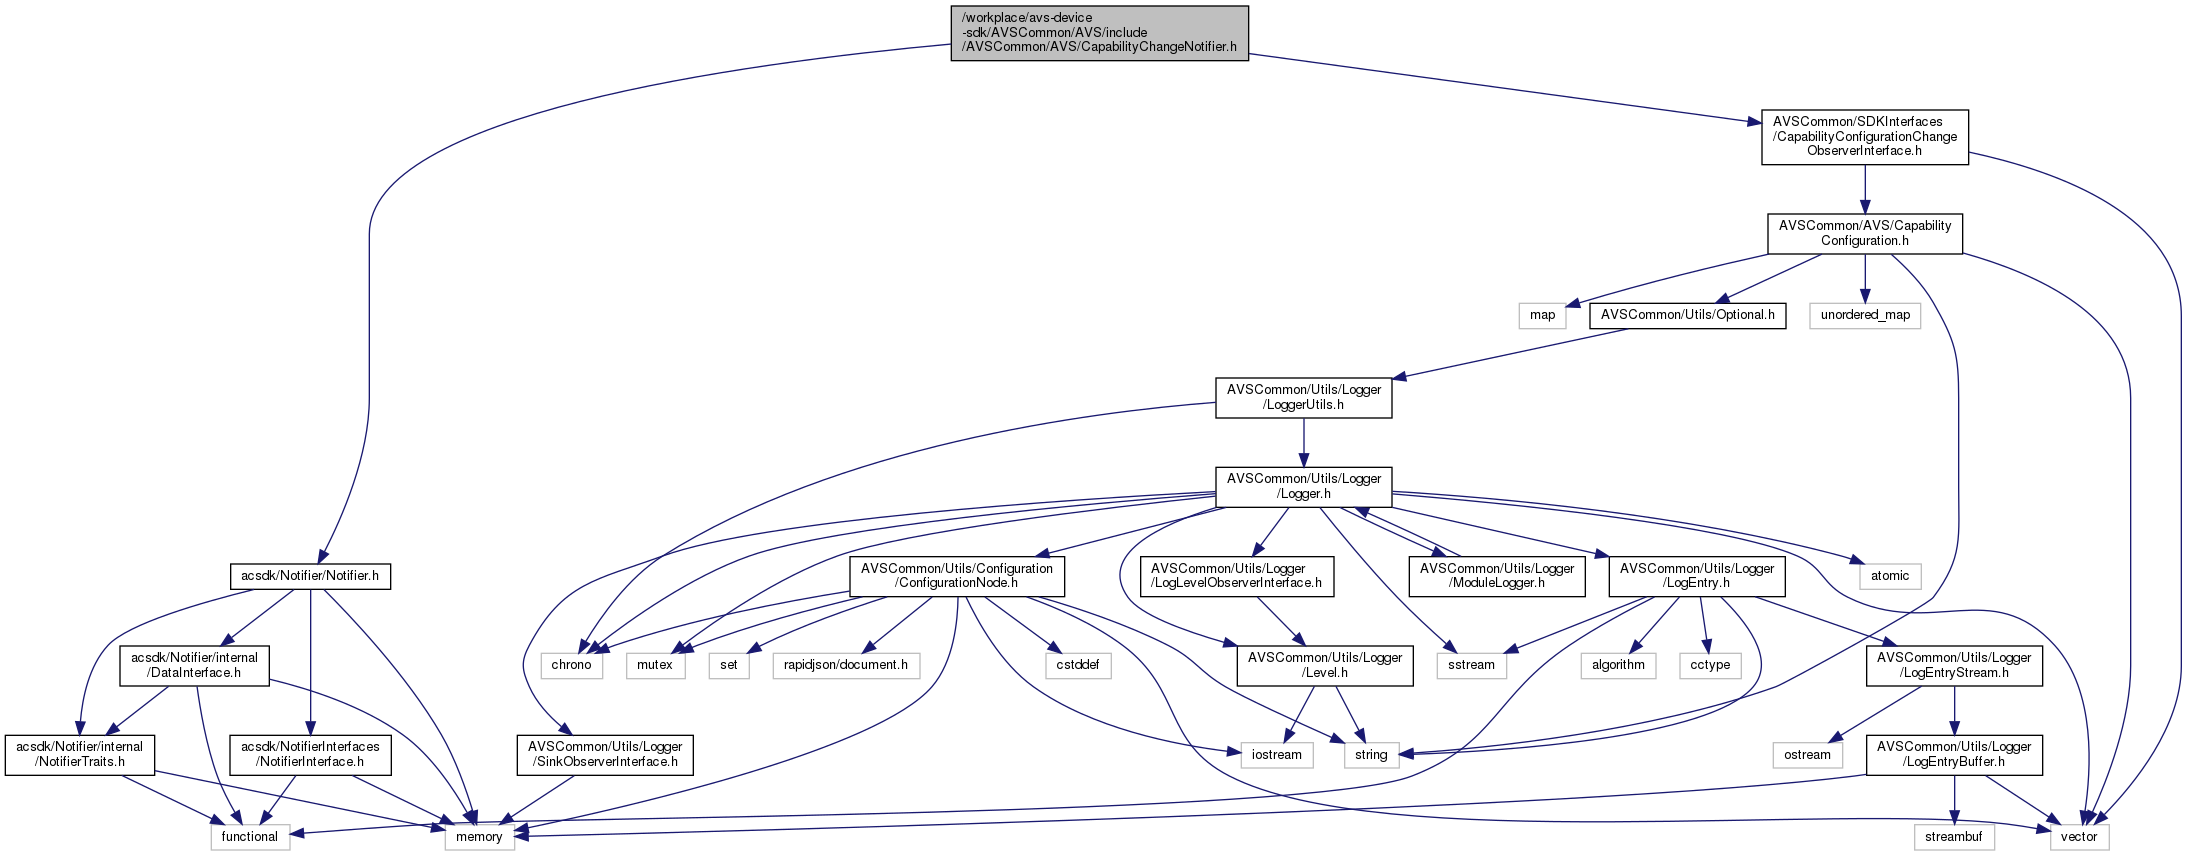 /workplace/avs-device
-sdk/AVSCommon/AVS/include
/AVSCommon/AVS/CapabilityChangeNotifier.h
AVSCommon/SDKInterfaces
/CapabilityConfigurationChange
ObserverInterface.h
AVSCommon/AVS/Capability
Configuration.h
map
AVSCommon/Utils/Optional.h
unordered_map
AVSCommon/Utils/Logger
/LoggerUtils.h
AVSCommon/Utils/Logger
/Logger.h
acsdk/Notifier/Notifier.h
AVSCommon/Utils/Configuration
/ConfigurationNode.h
AVSCommon/Utils/Logger
/LogLevelObserverInterface.h
AVSCommon/Utils/Logger
/ModuleLogger.h
AVSCommon/Utils/Logger
/LogEntry.h
atomic
acsdk/Notifier/internal
/DataInterface.h
chrono
mutex
set
rapidjson/document.h
cstddef
AVSCommon/Utils/Logger
/Level.h
sstream
algorithm
cctype
AVSCommon/Utils/Logger
/LogEntryStream.h
acsdk/Notifier/internal
/NotifierTraits.h
acsdk/NotifierInterfaces
/NotifierInterface.h
AVSCommon/Utils/Logger
/SinkObserverInterface.h
iostream
string
ostream
AVSCommon/Utils/Logger
/LogEntryBuffer.h
functional
memory
streambuf
vector